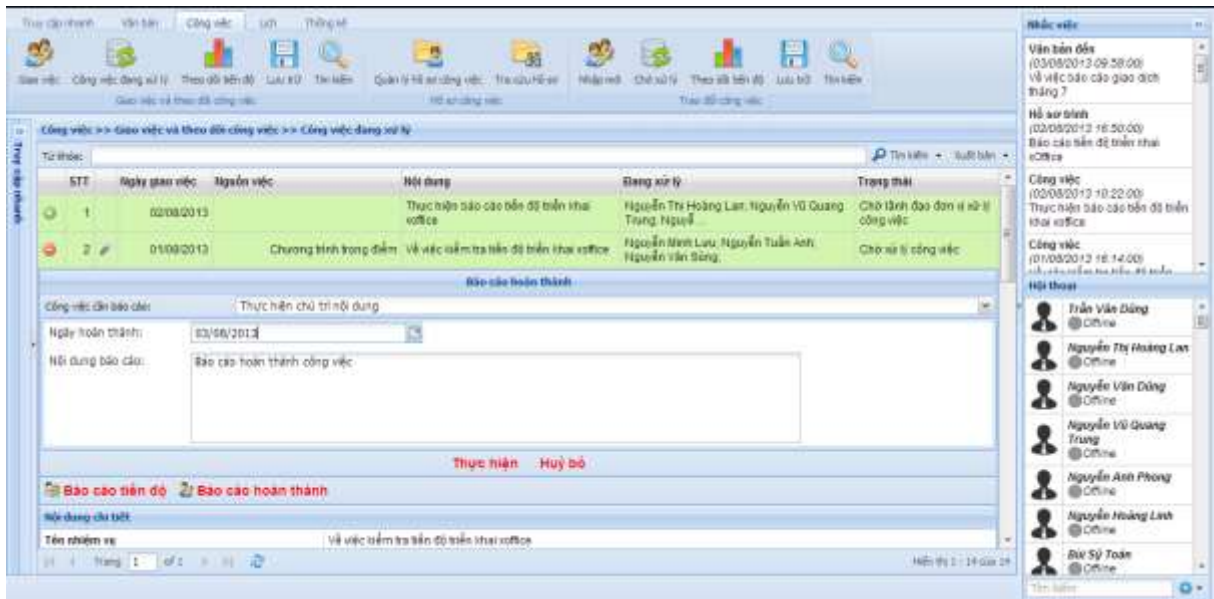 Truy cập nhanh Văn bản Công việc Lịch Thống kê
Giao việc Công việc đang xử lý Theo dõi tiến độ Lưu trữ Tìm kiếm Quản lý hồ sơ công việc Tra cứu hồ sơ Nhập mới Chờ xử lý Theo dõi tiến độ Lưu trữ Tìm kiếm
Giao việc và theo dõi công việc Hồ sơ công việc Trao đổi công việc
Truy cập nhanh
Công việc >> Giao việc và theo dõi công việc >> Công việc đang xử lý
Từ khóa: Tìm kiếm Xuất bản
STT Ngày giao việc Nguồn việc Nội dung Đang xử lý Trạng thái
1 02/08/2013 Thực hiện báo cáo tiến độ triển khai Nguyễn Thị Hoàng Lan, Nguyễn Vũ Quang Chờ lãnh đạo đơn vị xử lý
xoffice Trung, Nguyễ... công việc
2 01/08/2013 Chương trình trọng điểm Về việc kiểm tra tiến độ triển khai xoffice Nguyễn Minh Lưu, Nguyễn Tuấn Anh, Chờ xử lý công việc
Nguyễn Văn Sùng,
Báo cáo hoàn thành
Công việc cần báo cáo: Thực hiện chủ trì nội dung
Ngày hoàn thành: 03/08/2013
Nội dung báo cáo: Báo cáo hoàn thành công việc
Thực hiện Huỷ bỏ
Báo cáo tiến độ Báo cáo hoàn thành
Nội dung chi tiết
Tên nhiệm vụ Về việc kiểm tra tiến độ triển khai xoffice
Trang 1 of 1 Hiển thị 1 - 14 của 14
Nhắc việc
Văn bản đến
(03/08/2013 09:58:00)
Về việc báo cáo giao dịch
tháng 7
Hồ sơ trình
(02/08/2013 16:50:00)
Báo cáo tiến độ triển khai
xOffice
Công việc
(02/08/2013 10:22:00)
Thực hiện báo cáo tiến độ triển
khai xoffice
Công việc
(01/08/2013 16:14:00)
Hội thoại
Trần Văn Dũng
Offline
Nguyễn Thị Hoàng Lan
Offline
Nguyễn Văn Dũng
Offline
Nguyễn Vũ Quang
Trung
Offline
Nguyễn Anh Phong
Offline
Nguyễn Hoàng Linh
Offline
Bùi Sỹ Toàn
Offline
Tìm kiếm